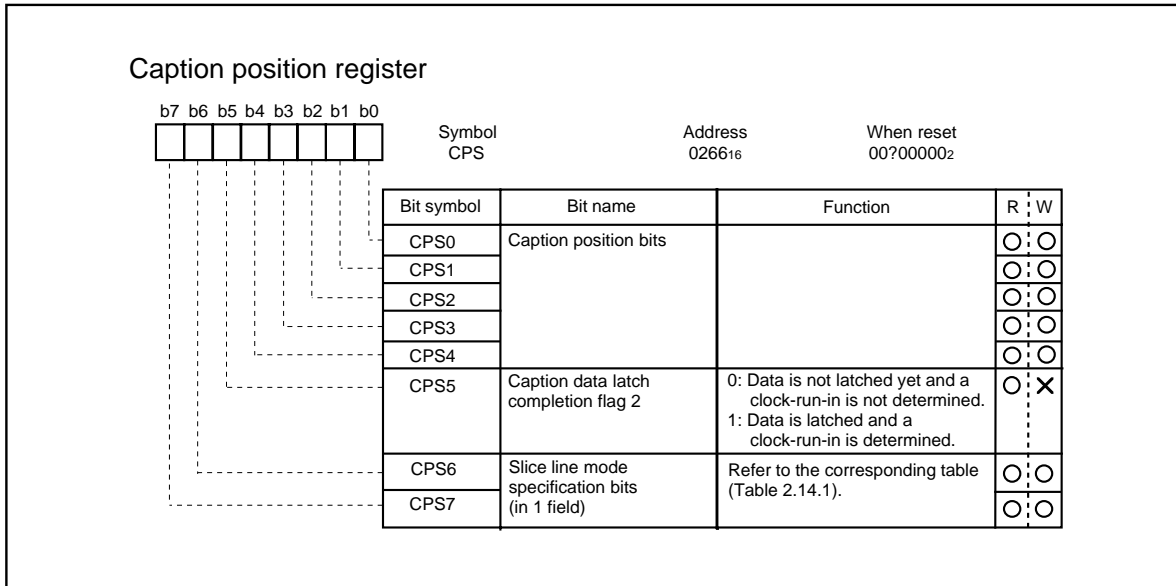 Caption position register
b7 b6 b5 b4 b3 b2 b1 b0
Symbol Address When reset
CPS 026616 00?000002
Bit symbol Bit name Function R W
CPS0 Caption position bits
CPS1
CPS2
CPS3
CPS4
CPS5 Caption data latch completion flag 2
0: Data is not latched yet and a
clock-run-in is not determined.
1: Data is latched and a
clock-run-in is determined.
CPS6
CPS7
Slice line mode
specification bits
(in 1 field)
Refer to the corresponding table
(Table 2.14.1).